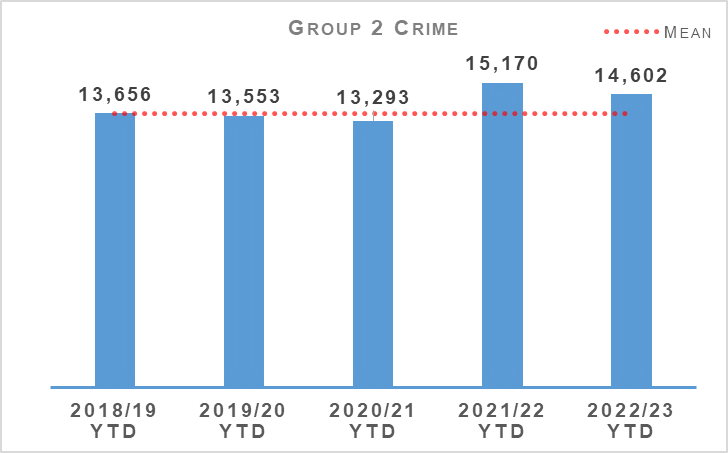 Group 2 Crime
Mean
13,656
13,553
13,293
15,170
14,602
2018/19 YTD
2019/20 YTD
2020/21 YTD
2021/22 YTD
2022/23 YTD